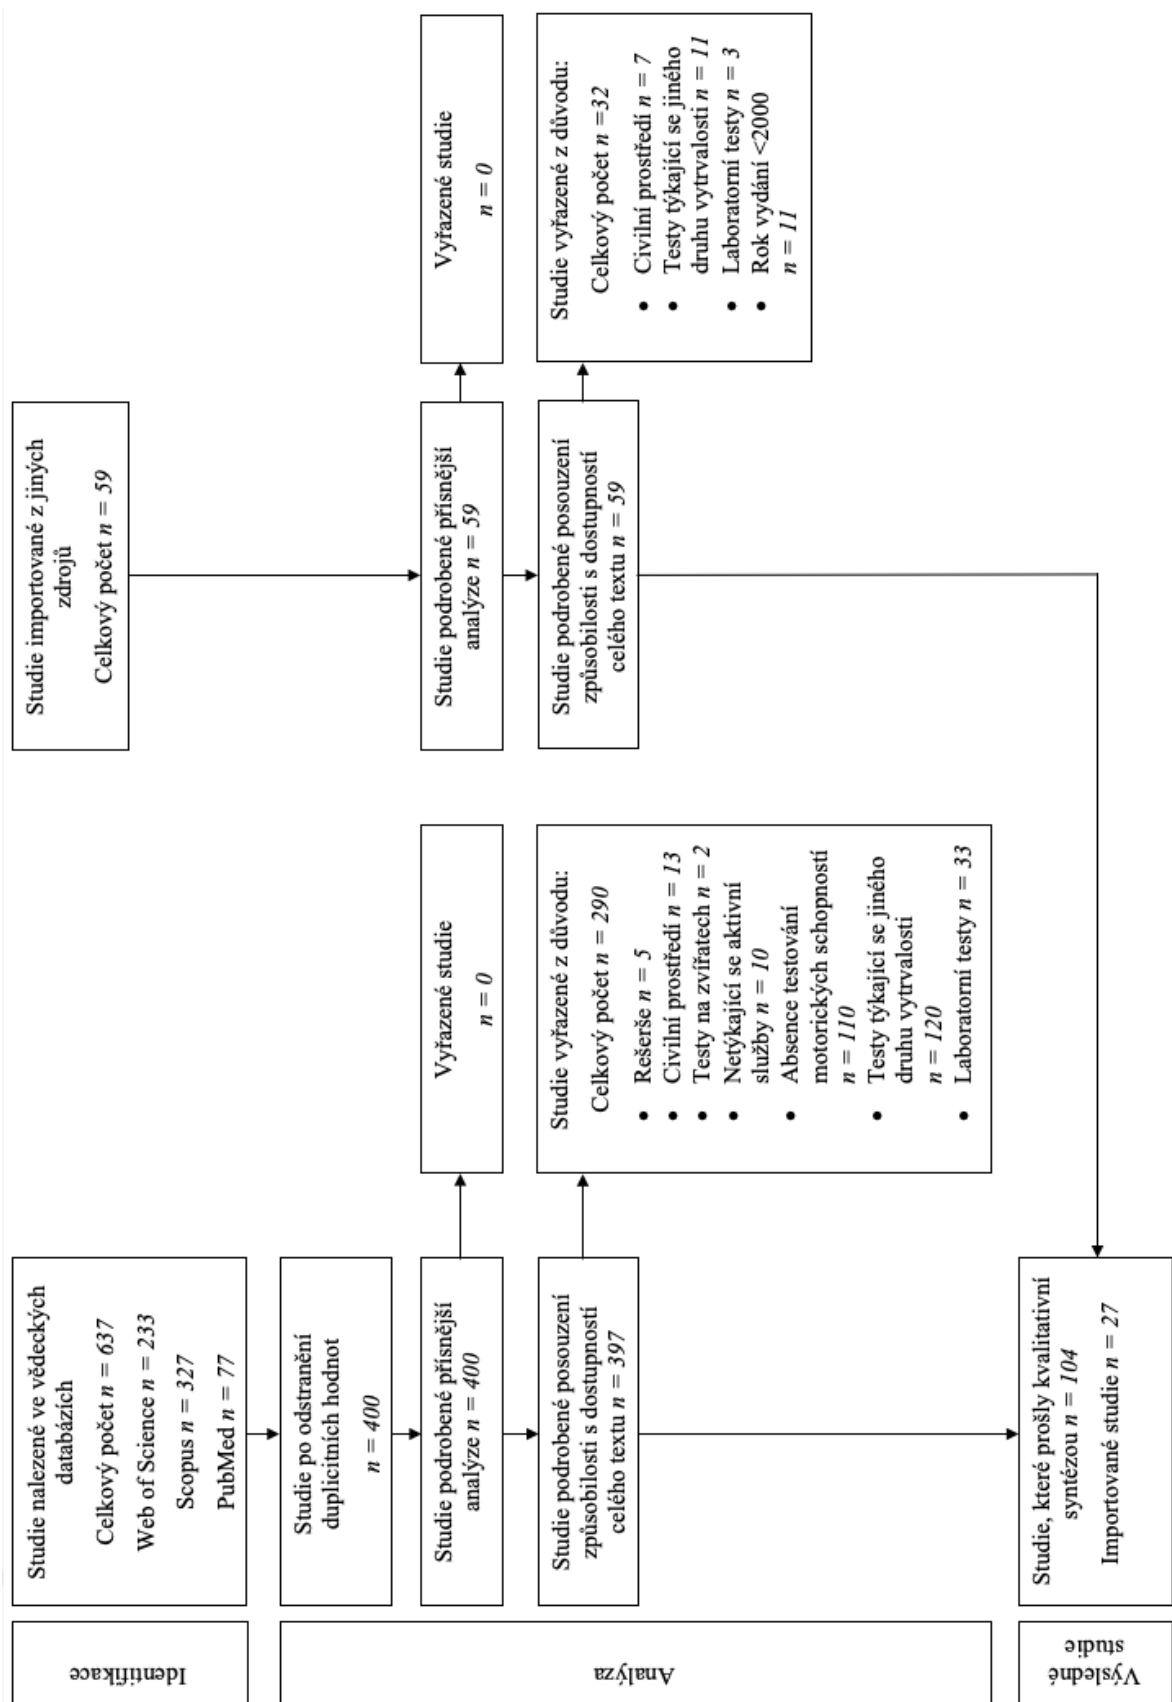 Identifikace
Studie nalezené ve vědeckých
databázích
Celkový počet n = 637
Web of Science n = 233
Scopus n = 327
PubMed n = 77
Studie importované z jiných
zdrojů
Celkový počet n = 59
Analýza
Studie po odstranění
duplicitních hodnot
n = 400
Studie podrobené přísnější
analýze n = 400
Vyřazené studie
n = 0
Studie podrobené přísnější
analýze n = 59
Vyřazené studie
n = 0
Studie podrobené posouzení
způsobilosti s dostupností
celého textu n = 397
Studie vyřazené z důvodu:
Celkový počet n = 290
• Rešerše n = 5
• Civilní prostředí n = 13
• Testy na zvířatech n = 2
• Netýkající se aktivní
služby n = 10
• Absence testování
motorických schopností
n = 110
• Testy týkající se jiného
druhu vytrvalosti
n = 120
• Laboratorní testy n = 33
Studie podrobené posouzení
způsobilosti s dostupností
celého textu n = 59
Studie vyřazené z důvodu:
Celkový počet n =32
• Civilní prostředí n = 7
• Testy týkající se jiného
druhu vytrvalosti n = 11
• Laboratorní testy n = 3
• Rok vydání <2000
n = 11
Výsledné
studie
Studie, které prošly kvalitativní
syntézou n = 104
Importované studie n = 27